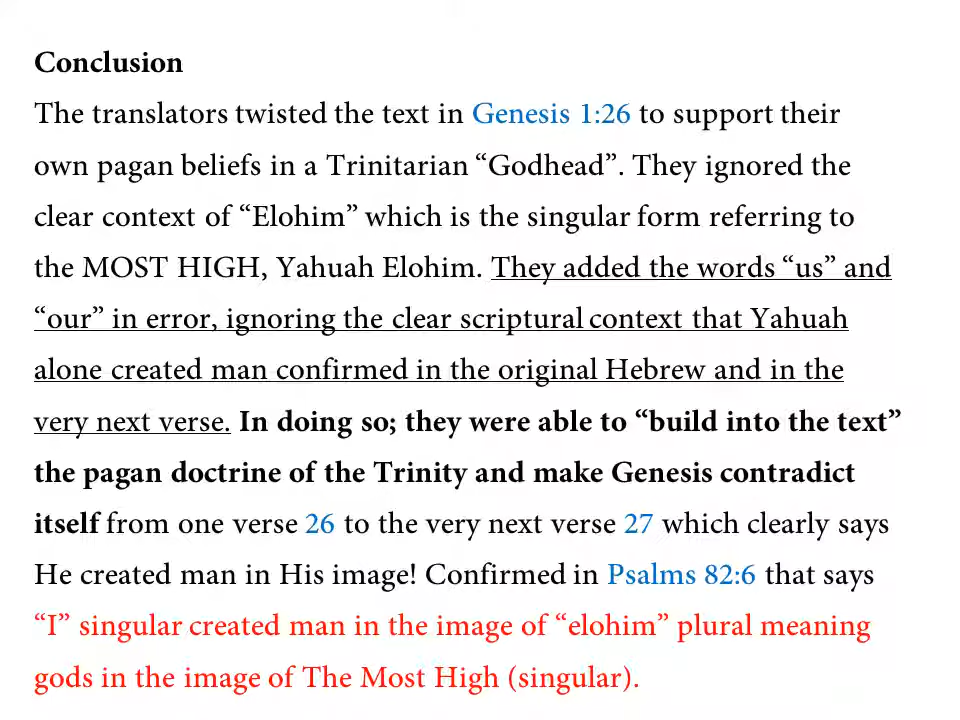 Conclusion
The translators twisted the text in Genesis 1:26 to support their
own pagan beliefs in a Trinitarian “Godhead”. They ignored the
clear context of “Elohim” which is the singular form referring to
the MOST HIGH, Yahuah Elohim. They added the words “us” and
“our” in error, ignoring the clear scriptural context that Yahuah
alone created man confirmed in the original Hebrew and in the
very next verse. In doing so; they were able to “build into the text”
the pagan doctrine of the Trinity and make Genesis contradict
itself from one verse 26 to the very next verse 27 which clearly says
He created man in His image! Confirmed in Psalms 82:6 that says
“I” singular created man in the image of “elohim” plural meaning
gods in the image of The Most High (singular).